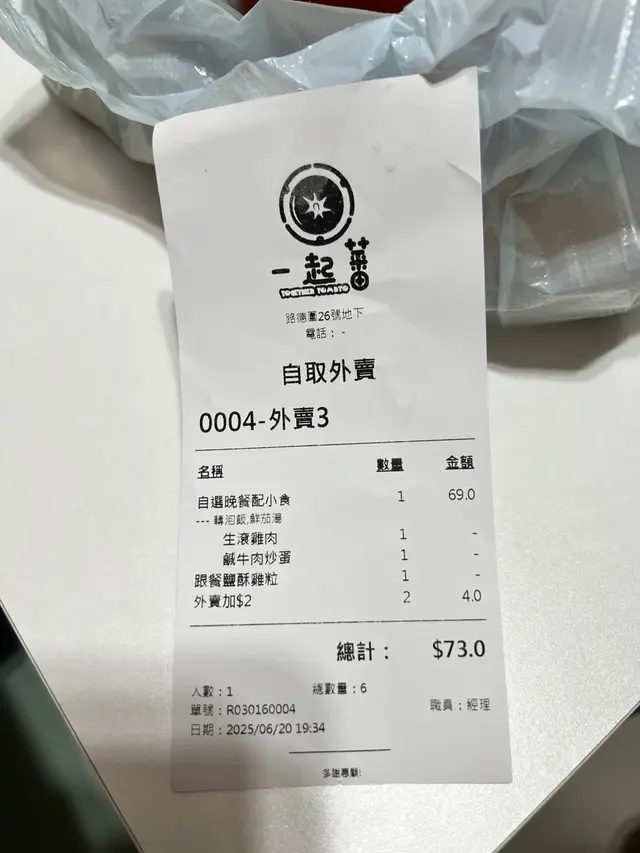 一起蕃
TOGETHER TOMATO
路德圍26號地下
電話：-
自取外賣
0004-外賣3
名稱 數量 金額
自選晚餐配小食 1 69.0
--- 轉泡飯,鮮茄湯
生滾雞肉 1 -
鹹牛肉炒蛋 1 -
跟餐鹽酥雞粒 1 -
外賣加$2 2 4.0
總計： $73.0
人數：1 總數量：6
單號：R030160004 職員：經理
日期：2025/06/20 19:34
多謝惠顧!